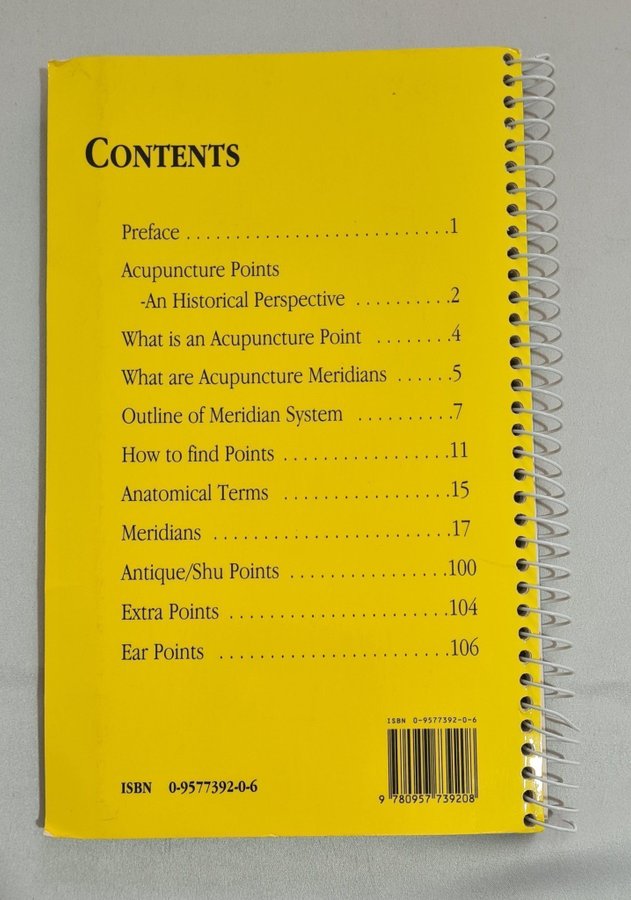 CONTENTS
Preface ..........................1
Acupuncture Points
-An Historical Perspective ..........2
What is an Acupuncture Point ........4
What are Acupuncture Meridians ......5
Outline of Meridian System ..........7
How to find Points .................11
Anatomical Terms .................15
Meridians ........................17
Antique/Shu Points ................100
Extra Points ......................104
Ear Points .......................106
ISBN 0-9577392-0-6
ISBN 0-9577392-0-6
9 780957 739208